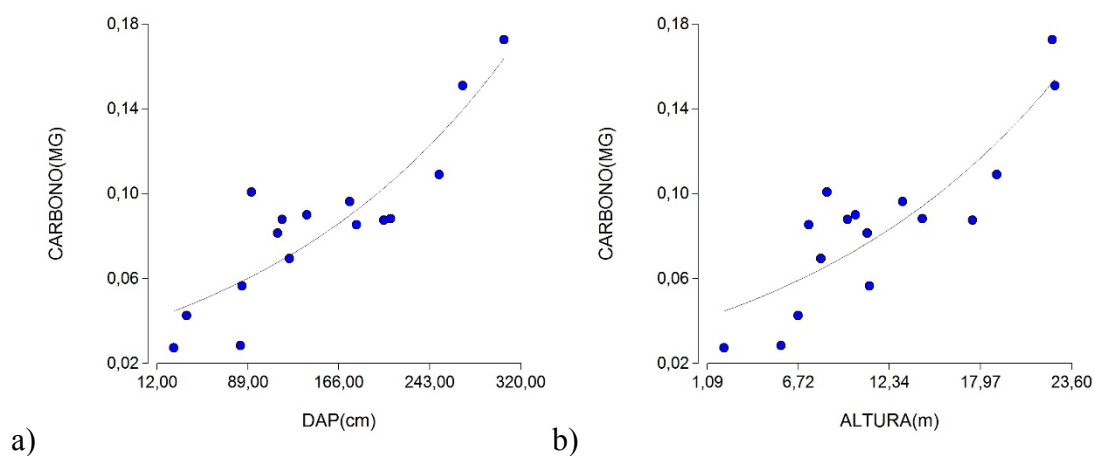 0,18
0,14
0,10
0,06
0,02
CARBONO(MG)
12,00 89,00 166,00 243,00 320,00
DAP(cm)
a)
0,18
0,14
0,10
0,06
0,02
CARBONO(MG)
1,09 6,72 12,34 17,97 23,60
ALTURA(m)
b)